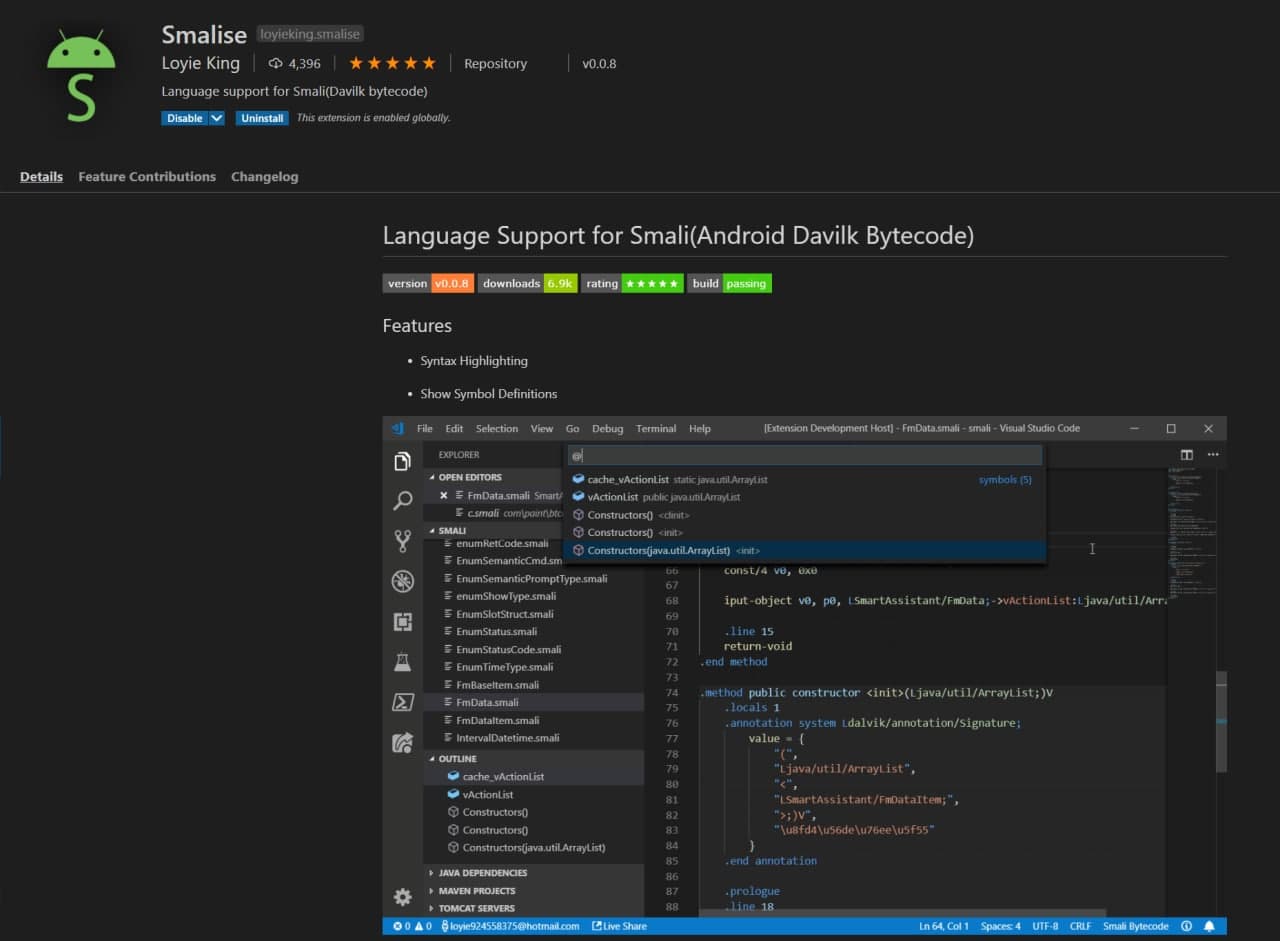 Smalise loyieking.smalise
Loyie King 4,396 ★★★★★ Repository v0.0.8
Language support for Smali(Davilk bytecode)
Disable Uninstall This extension is enabled globally.
Details Feature Contributions Changelog
Language Support for Smali(Android Davilk Bytecode)
version v0.0.8 downloads 6.9k rating ★★★★★ build passing
Features
• Syntax Highlighting
• Show Symbol Definitions
File Edit Selection View Go Debug Terminal Help [Extension Development Host] - FmData.smali - smali - Visual Studio Code
EXPLORER
OPEN EDITORS
FmData.smali SmartA
c.smali com\paint\btc
SMALI
enumRetCode.smali
EnumSemanticCmd.sm
EnumSemanticPromptType.smali
enumShowType.smali
EnumSlotStruct.smali
EnumStatus.smali
EnumStatusCode.smali
EnumTimeType.smali
FmBaseItem.smali
FmData.smali
FmDataItem.smali
IntervalDatetime.smali
OUTLINE
cache_vActionList
vActionList
Constructors()
Constructors()
Constructors(java.util.ArrayList)
JAVA DEPENDENCIES
MAVEN PROJECTS
TOMCAT SERVERS
@
cache_vActionList static java.util.ArrayList symbols (5)
vActionList public java.util.ArrayList
Constructors() <clinit>
Constructors() <init>
Constructors(java.util.ArrayList) <init>
66 const/4 v0, 0x0
67
68 iput-object v0, p0, LSmartAssistant/FmData;->vActionList:Ljava/util/Arra
69
70 .line 15
71 return-void
72 .end method
73
74 .method public constructor <init>(Ljava/util/ArrayList;)V
75 .locals 1
76 .annotation system Ldalvik/annotation/Signature;
77 value = {
78 "(",
79 "Ljava/util/ArrayList",
80 "<",
81 "LSmartAssistant/FmDataItem;",
82 ">;)V",
83 "\u8fd4\u56de\u76ee\u5f55"
84 }
85 .end annotation
86
87 .prologue
88 .line 18
0 0 loyie924558375@hotmail.com Live Share Ln 64, Col 1 Spaces: 4 UTF-8 CRLF Smali Bytecode